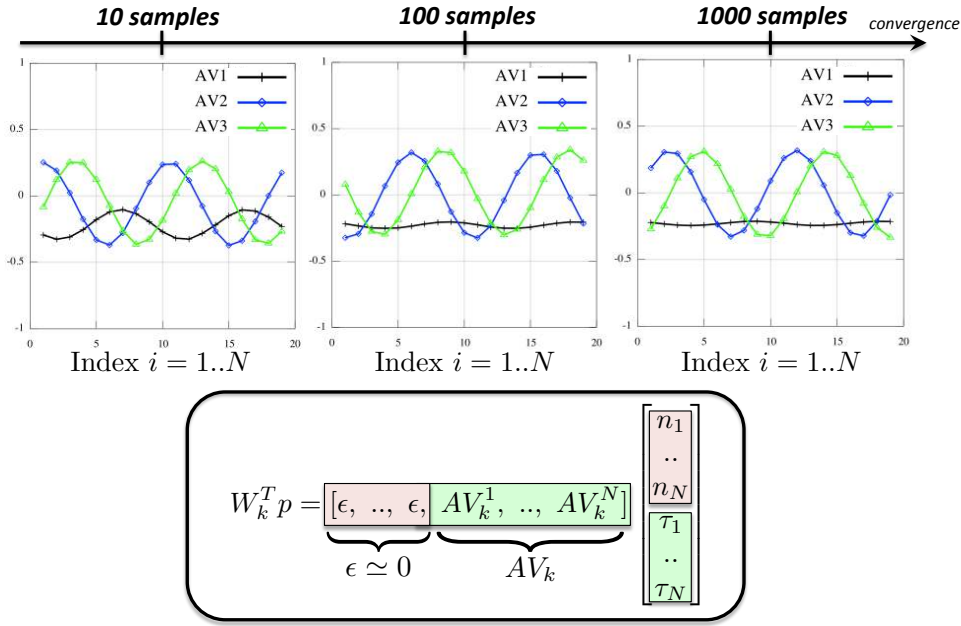 10 samples 100 samples 1000 samples convergence
1 0.5 0 -0.5 -1
AV1
AV2
AV3
0 5 10 15 20
Index i = 1..N
1 0.5 0 -0.5 -1
AV1
AV2
AV3
0 5 10 15 20
Index i = 1..N
1 0.5 0 -0.5 -1
AV1
AV2
AV3
0 5 10 15 20
Index i = 1..N
n₁
..
n_N
W_k^T p = [ϵ, .., ϵ, AV_k^1, .., AV_k^N]
τ₁
..
τ_N
ϵ ≃ 0 AV_k